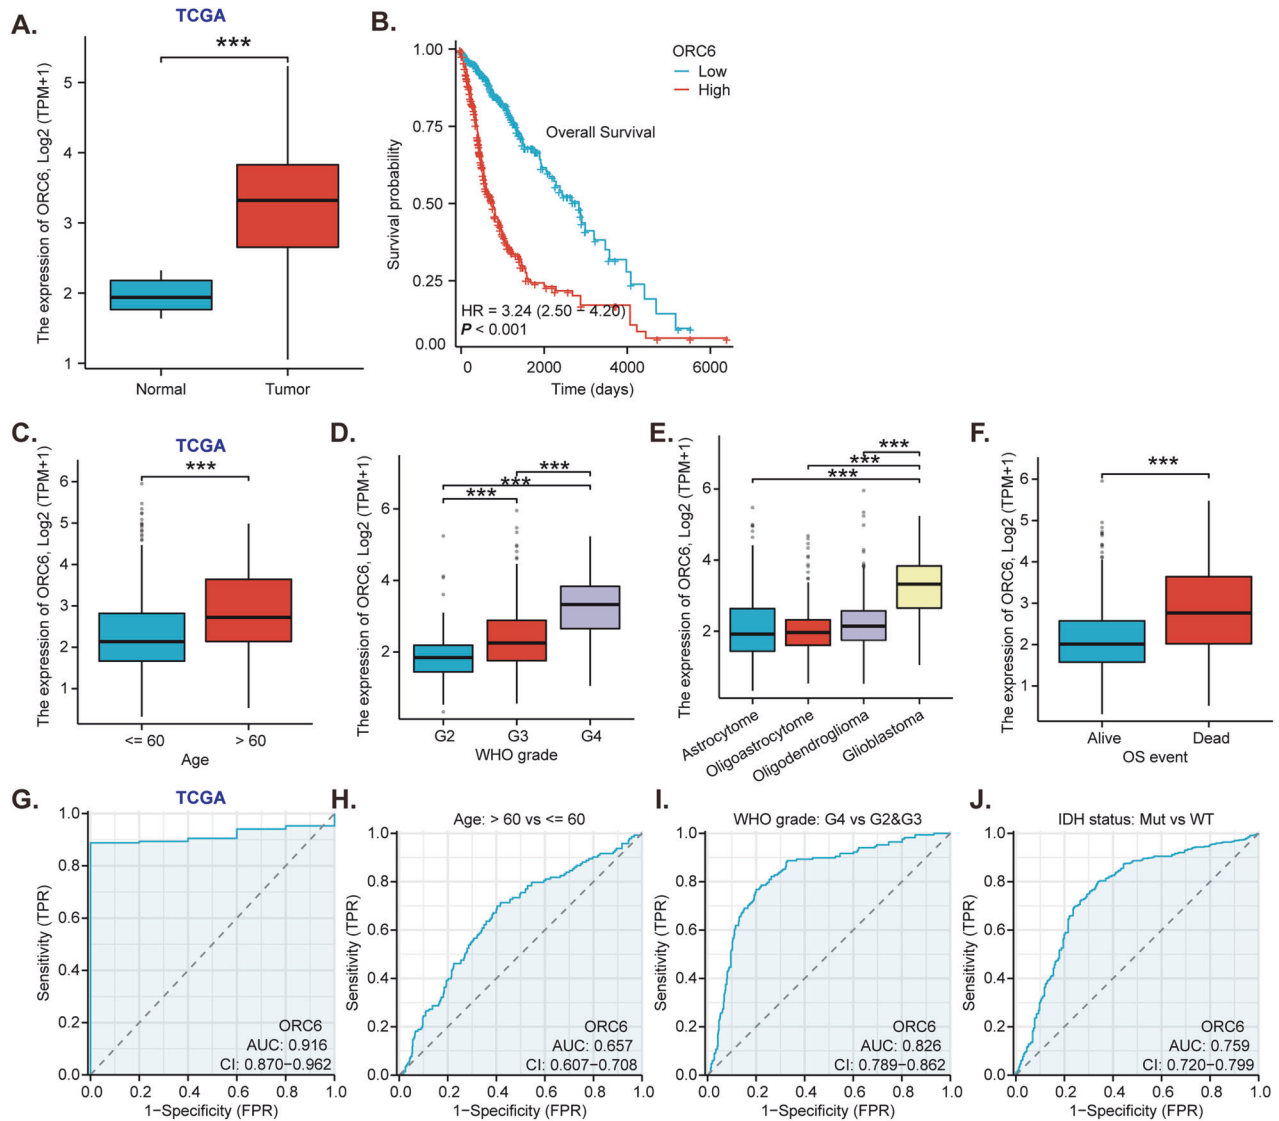 A.
TCGA
***
The expression of ORC6, Log2 (TPM+1)
5
4
3
2
1
Normal
Tumor
B.
1.00
0.75
0.50
0.25
0.00
Survival probability
ORC6
Low
High
Overall Survival
HR = 3.24 (2.50 − 4.20)
P < 0.001
0
2000
4000
6000
Time (days)
C.
TCGA
***
The expression of ORC6, Log2 (TPM+1)
6
5
4
3
2
1
<= 60
> 60
Age
D.
***
***
***
The expression of ORC6, Log2 (TPM+1)
6
4
2
G2
G3
G4
WHO grade
E.
***
***
***
The expression of ORC6, Log2 (TPM+1)
6
4
2
Astrocytome
Oligoastrocytome
Oligodendroglioma
Glioblastoma
F.
***
The expression of ORC6, Log2 (TPM+1)
6
5
4
3
2
1
Alive
Dead
OS event
G.
TCGA
Sensitivity (TPR)
1.0
0.8
0.6
0.4
0.2
0.0
ORC6
AUC: 0.916
CI: 0.870−0.962
0.0
0.2
0.4
0.6
0.8
1.0
1−Specificity (FPR)
H.
Age: > 60 vs <= 60
Sensitivity (TPR)
1.0
0.8
0.6
0.4
0.2
0.0
ORC6
AUC: 0.657
CI: 0.607−0.708
0.0
0.2
0.4
0.6
0.8
1.0
1−Specificity (FPR)
I.
WHO grade: G4 vs G2&G3
Sensitivity (TPR)
1.0
0.8
0.6
0.4
0.2
0.0
ORC6
AUC: 0.826
CI: 0.789−0.862
0.0
0.2
0.4
0.6
0.8
1.0
1−Specificity (FPR)
J.
IDH status: Mut vs WT
Sensitivity (TPR)
1.0
0.8
0.6
0.4
0.2
0.0
ORC6
AUC: 0.759
CI: 0.720−0.799
0.0
0.2
0.4
0.6
0.8
1.0
1−Specificity (FPR)